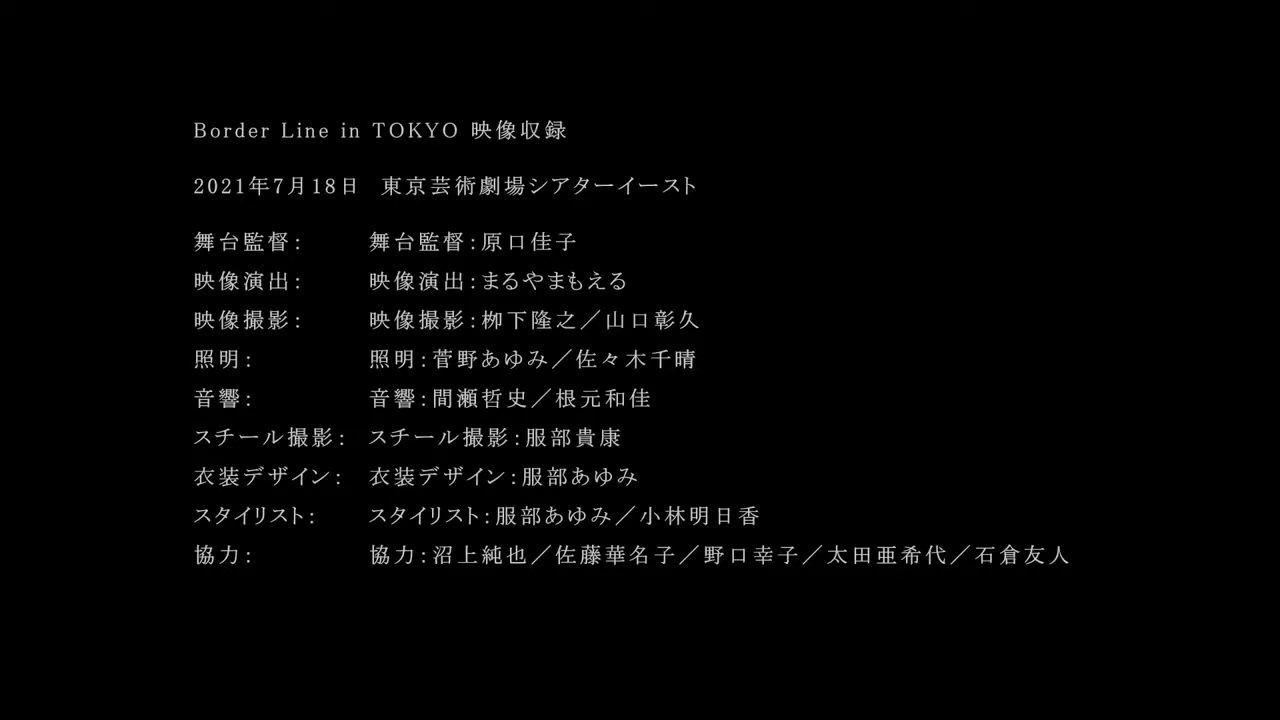 Border Line in TOKYO 映像収録
2021年7月18日 東京芸術劇場シアターイースト
舞台監督: 舞台監督:原口佳子
映像演出: 映像演出:まるやまもえる
映像撮影: 映像撮影:栁下隆之／山口彰久
照明: 照明:菅野あゆみ／佐々木千晴
音響: 音響:間瀬哲史／根元和佳
スチール撮影: スチール撮影:服部貴康
衣装デザイン: 衣装デザイン:服部あゆみ
スタイリスト: スタイリスト:服部あゆみ／小林明日香
協力: 協力:沼上純也／佐藤華名子／野口幸子／太田亜希代／石倉友人